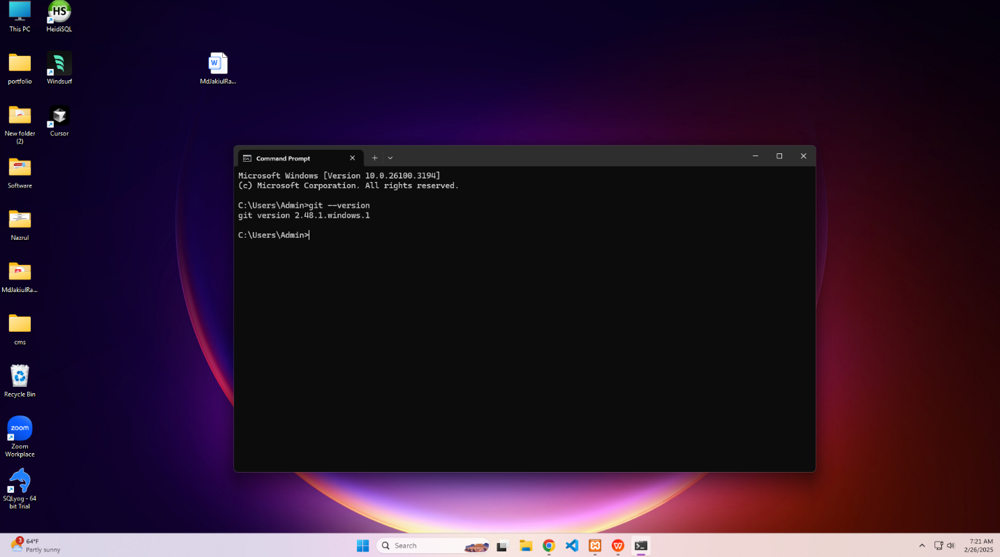 This PC
HS
HeidiSQL
portfolio
Windsurf
W
MdJakiulRa...
New folder
(2)
Cursor
Software
Nazrul
MdJakiulRa...
cms
Recycle Bin
zoom
Zoom
Workplace
SQLyog - 64
bit Trial
Command Prompt
Microsoft Windows [Version 10.0.26100.3194]
(c) Microsoft Corporation. All rights reserved.
C:\Users\Admin>git --version
git version 2.48.1.windows.1
C:\Users\Admin>
3
64°F
Partly sunny
Search
7:21 AM
2/26/2025